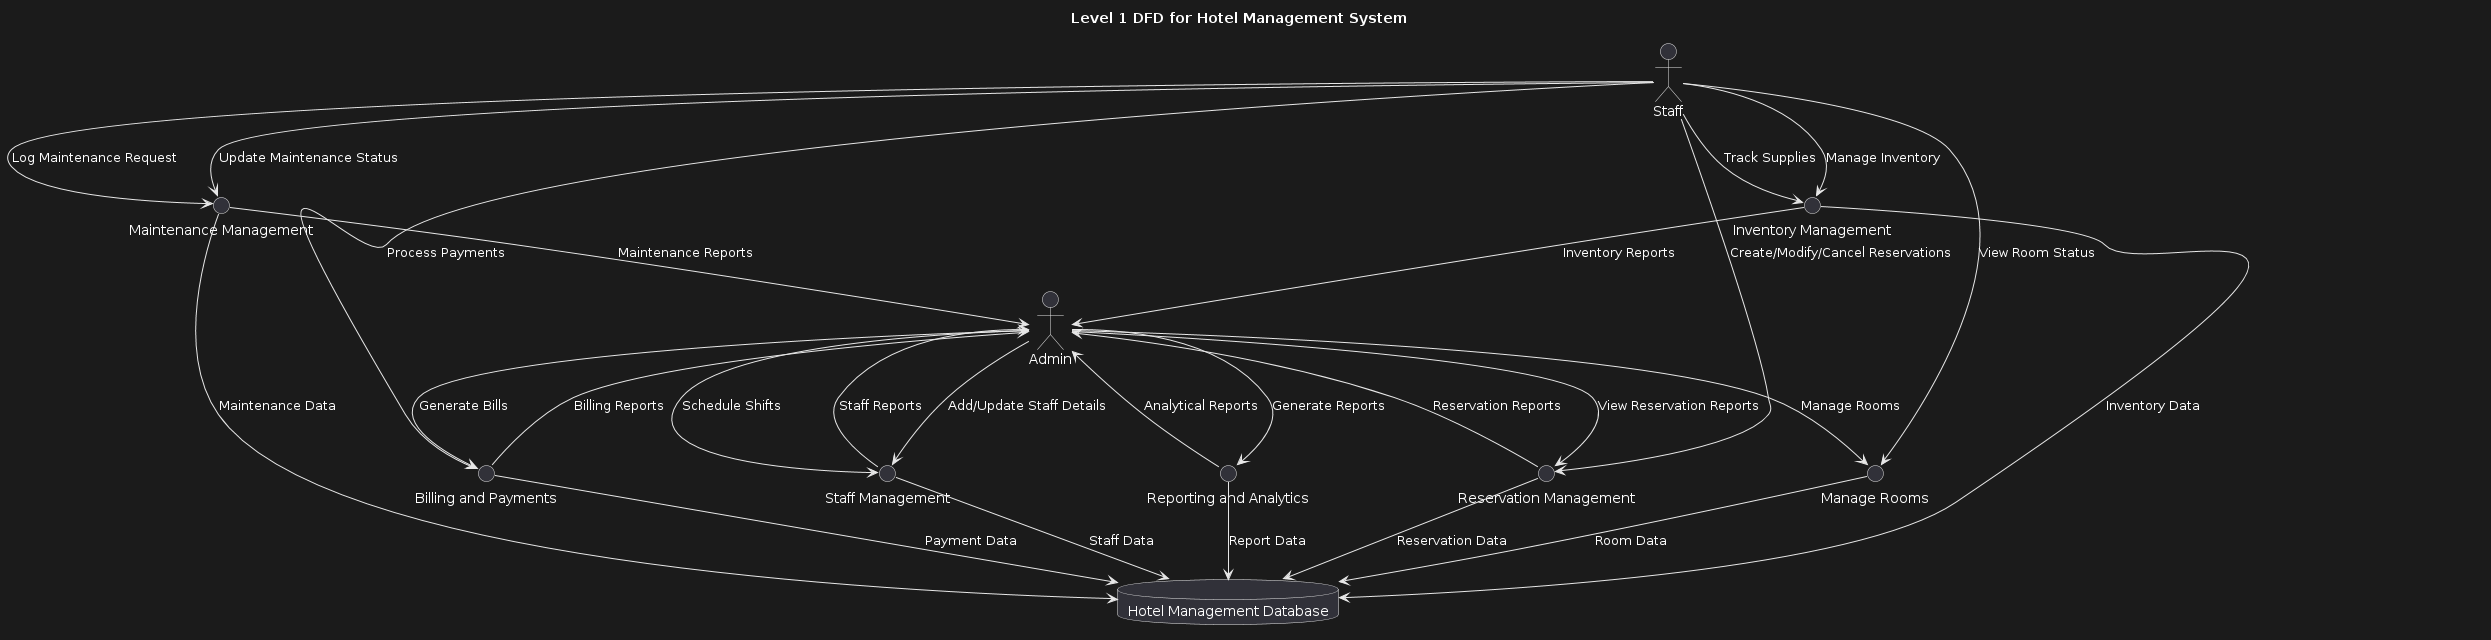 Level 1 DFD for Hotel Management System
Staff
Log Maintenance Request
Update Maintenance Status
Track Supplies
Manage Inventory
Maintenance Management
Inventory Management
Process Payments
Maintenance Reports
Inventory Reports
Create/Modify/Cancel Reservations
View Room Status
Admin
Maintenance Data
Generate Bills
Billing Reports
Schedule Shifts
Staff Reports
Add/Update Staff Details
Analytical Reports
Generate Reports
Reservation Reports
View Reservation Reports
Manage Rooms
Inventory Data
Billing and Payments
Staff Management
Reporting and Analytics
Reservation Management
Manage Rooms
Payment Data
Staff Data
Report Data
Reservation Data
Room Data
Hotel Management Database